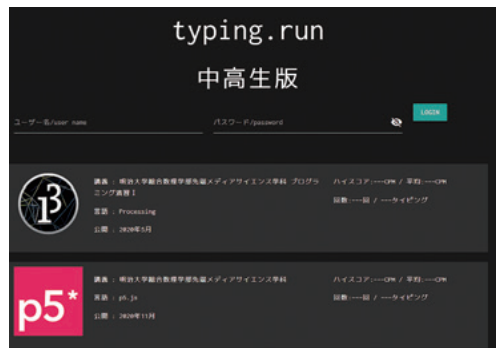 typing.run
中高生版
ユーザー名/user name
パスワード/password
LOGIN
講義 : 明治大学総合数理学部先端メディアサイエンス学科 プログラ
ミング演習I
ハイスコア:---CPM / 平均:---CPM
言語 : Processing
回数:---回 / ---タイピング
公開 : 2020年5月
p5*
講義 : 明治大学総合数理学部先端メディアサイエンス学科
ハイスコア:---CPM / 平均:---CPM
言語 : p5.js
回数:---回 / ---タイピング
公開 : 2020年11月